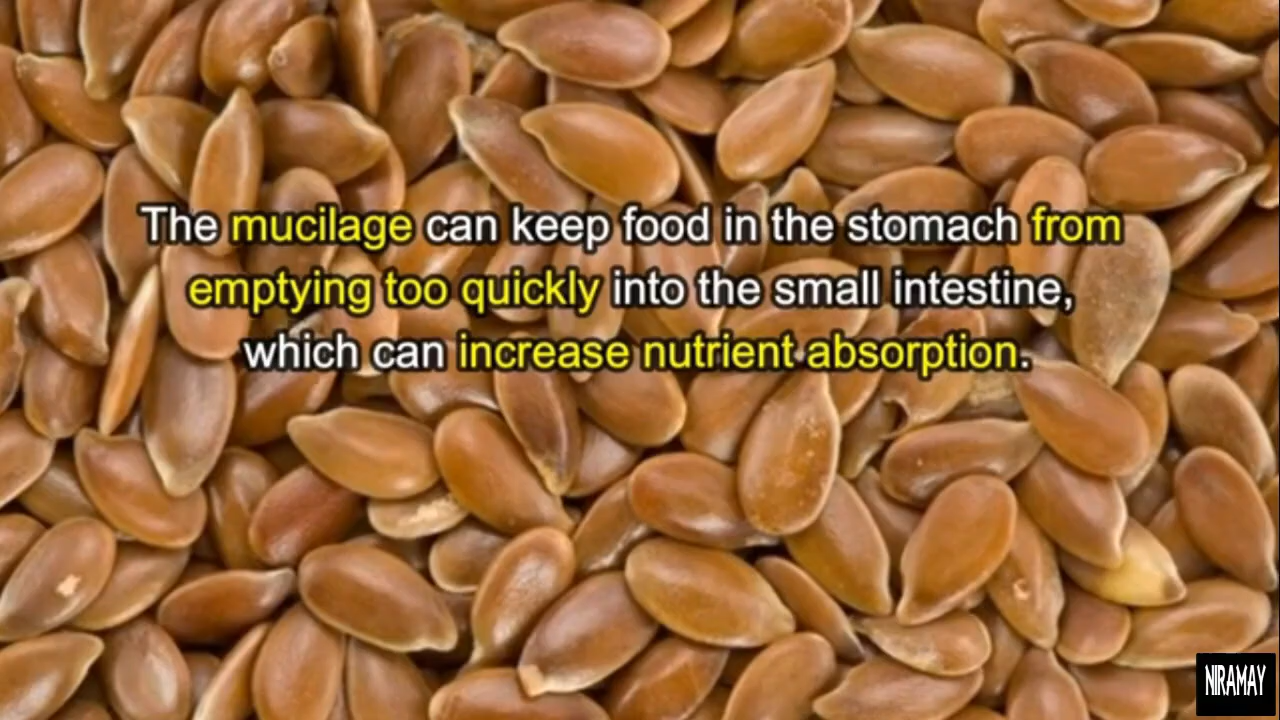 The mucilage can keep food in the stomach from
emptying too quickly into the small intestine,
which can increase nutrient absorption.
NIRAMAY